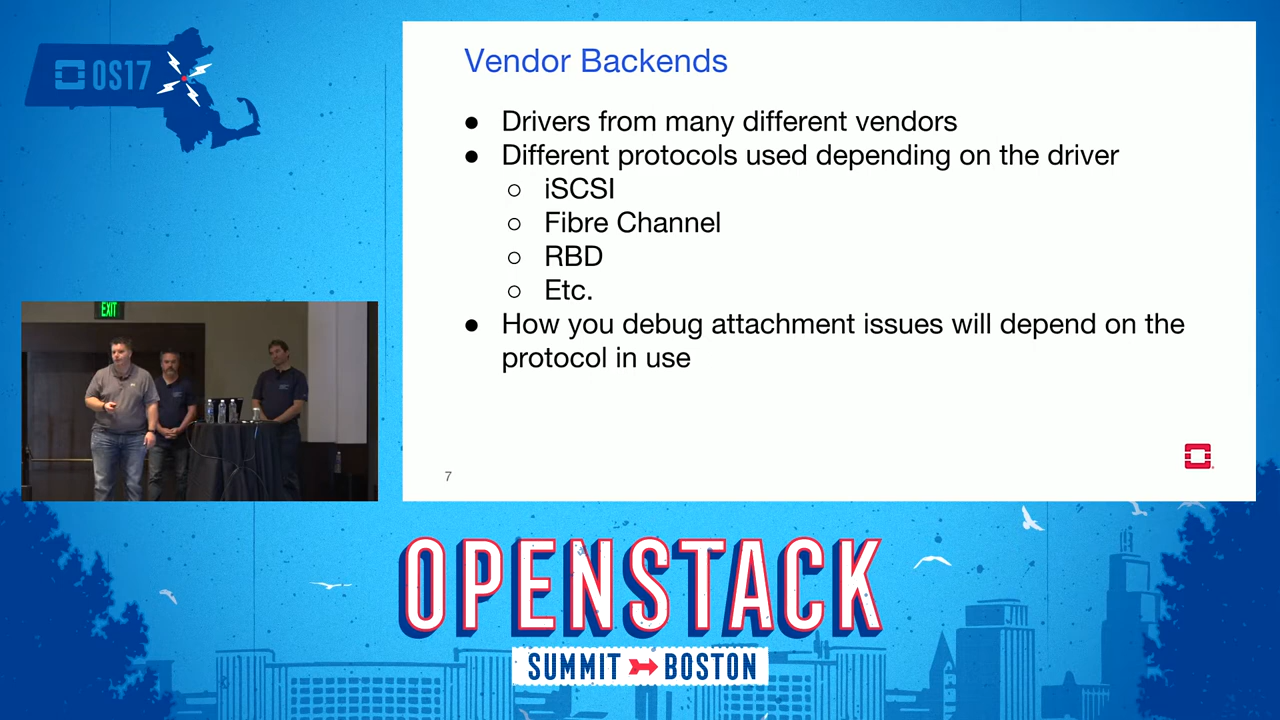 OS17
Vendor Backends
● Drivers from many different vendors
● Different protocols used depending on the driver
○ iSCSI
○ Fibre Channel
○ RBD
○ Etc.
● How you debug attachment issues will depend on the
protocol in use
EXIT
7
OPENSTACK
SUMMIT BOSTON